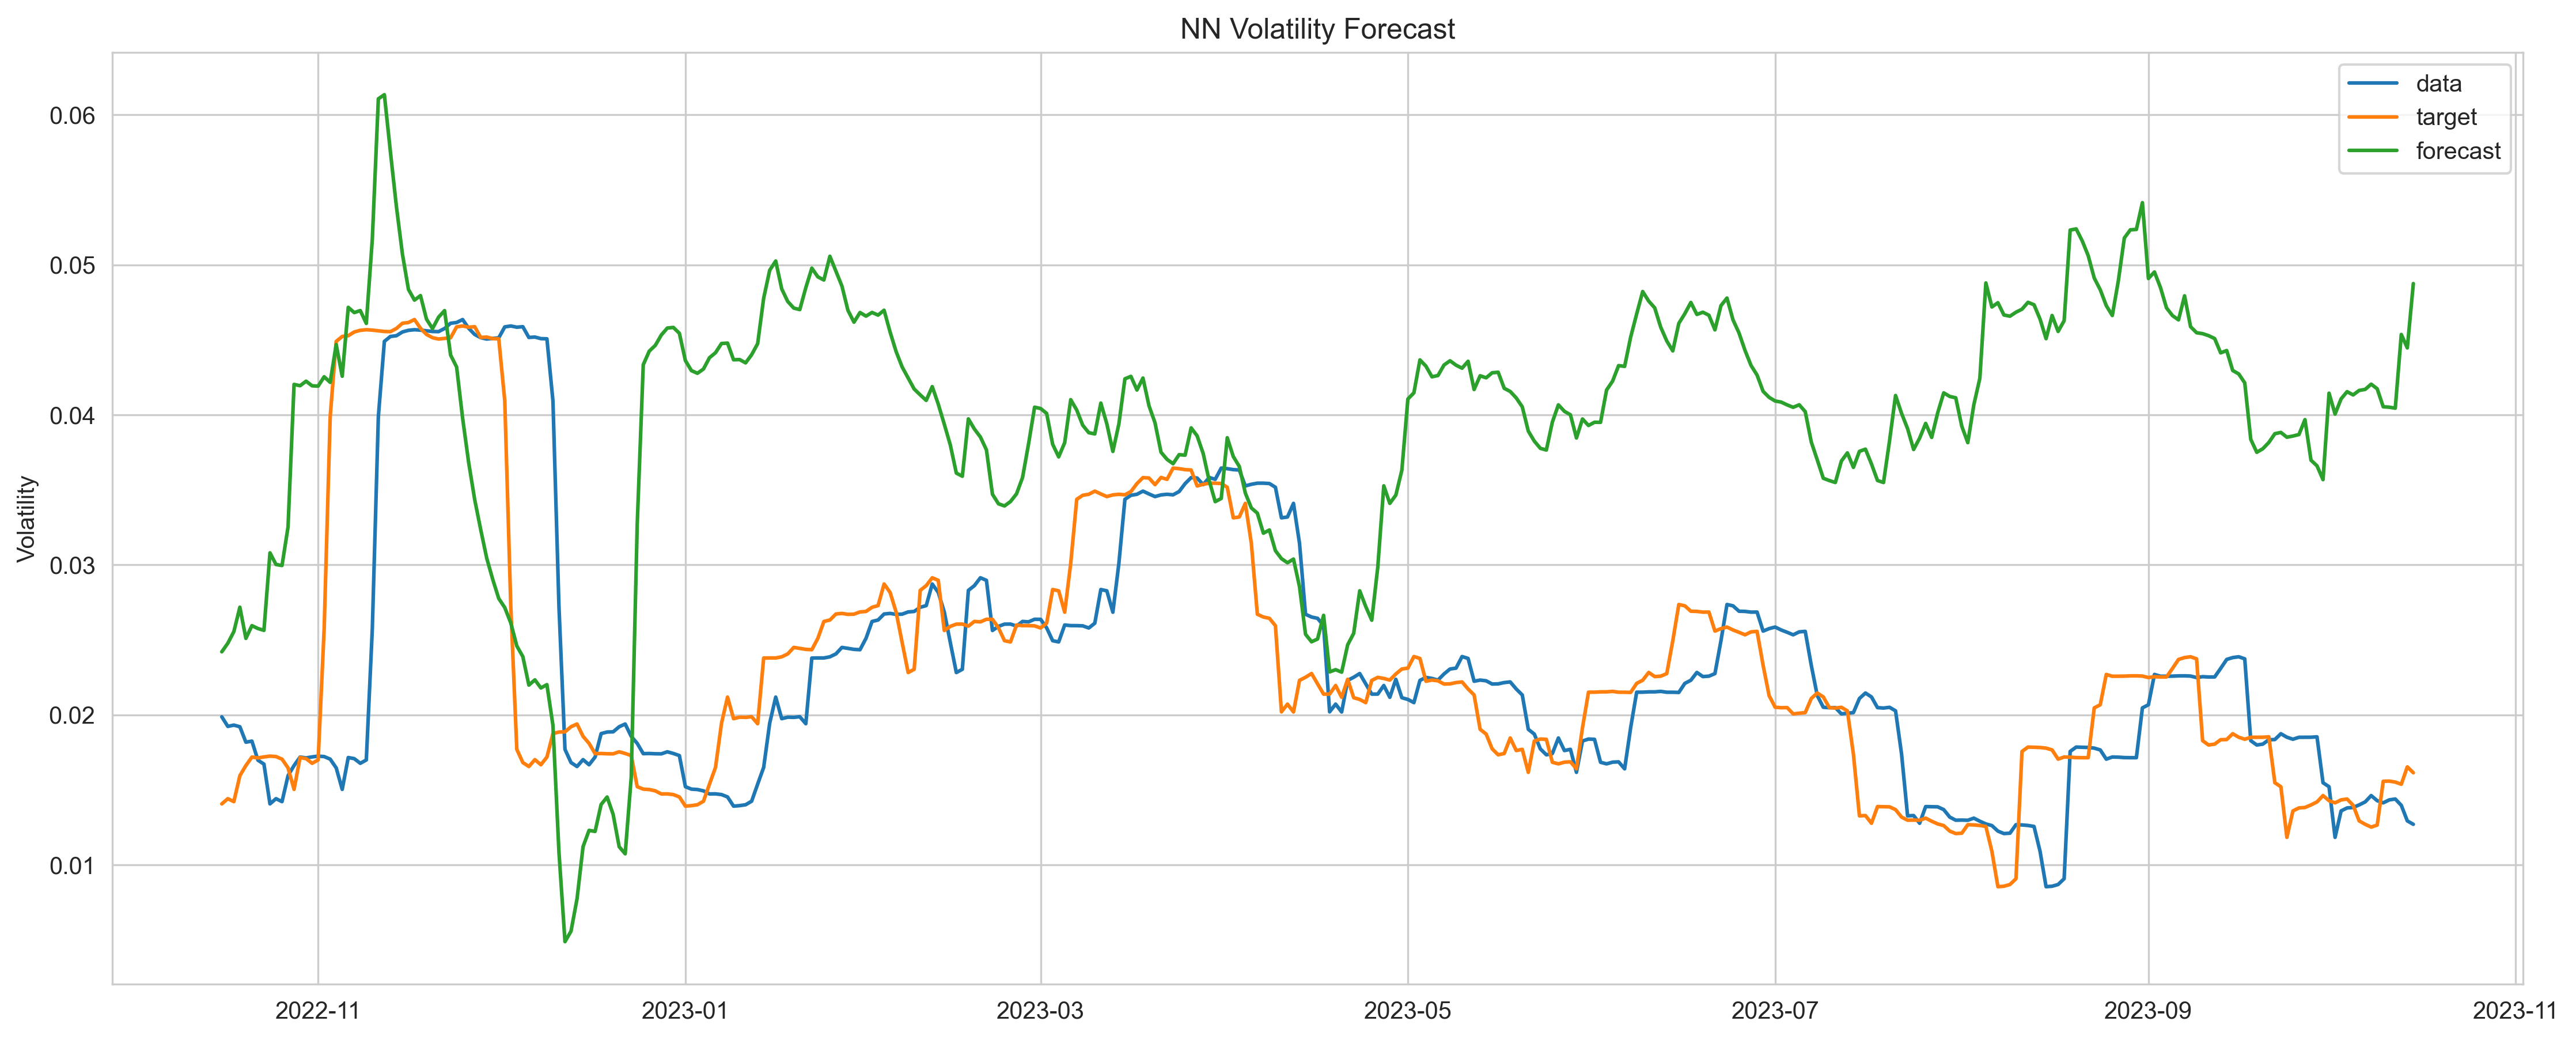 NN Volatility Forecast
data
target
forecast
Volatility
0.06
0.05
0.04
0.03
0.02
0.01
2022-11
2023-01
2023-03
2023-05
2023-07
2023-09
2023-11